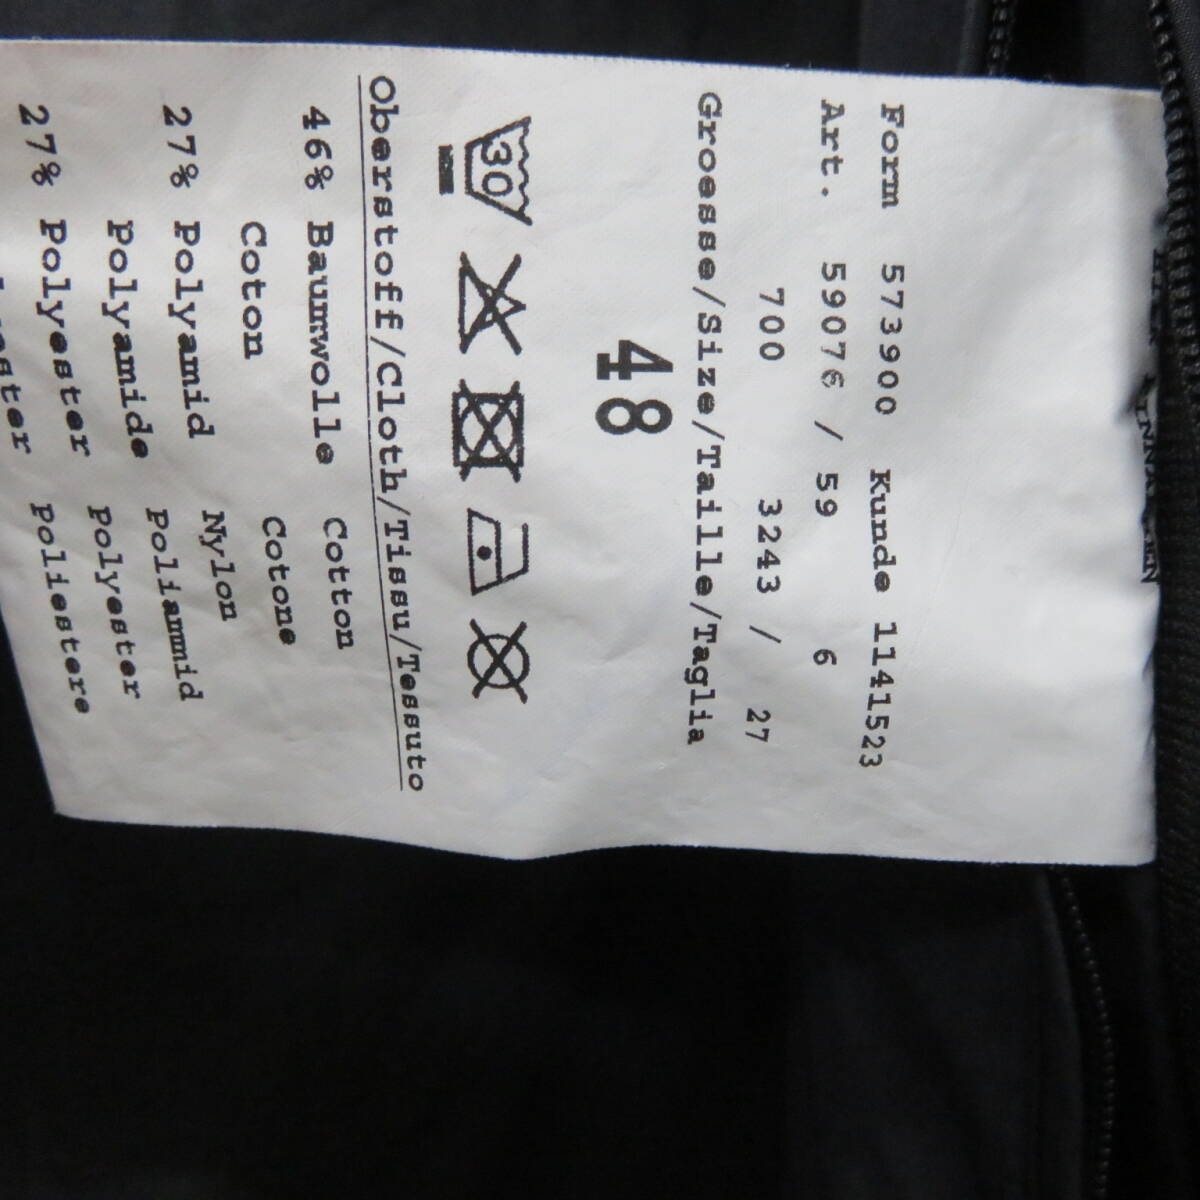 Form 573900 Kunde 1141523
Art. 59076 / 59 6
700 3243 / 27
Groesse/Size/Taille/Taglia
48
30
Oberstoff/Cloth/Tissu/Tessuto
46% Baumwolle Cotton
Coton Cotone
27% Polyamid Nylon
Polyamide Poliammid
27% Polyester Polyester
Poliestere